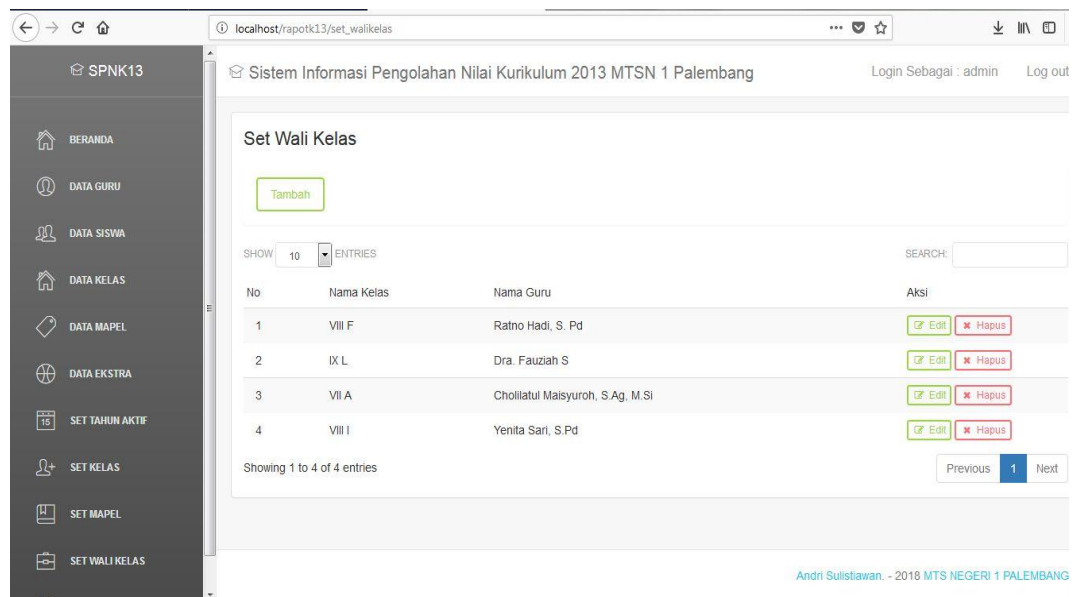 localhost/rapotk13/set_walikelas
SPNK13
Sistem Informasi Pengolahan Nilai Kurikulum 2013 MTSN 1 Palembang
Login Sebagai : admin
Log out
BERANDA
DATA GURU
DATA SISWA
DATA KELAS
DATA MAPEL
DATA EKSTRA
15 SET TAHUN AKTIF
SET KELAS
SET MAPEL
SET WALI KELAS
Set Wali Kelas
Tambah
SHOW 10 ENTRIES
SEARCH:
No Nama Kelas Nama Guru Aksi
1 VIII F Ratno Hadi, S. Pd Edit Hapus
2 IX L Dra. Fauziah S Edit Hapus
3 VII A Cholilatul Maisyuroh, S.Ag, M.Si Edit Hapus
4 VIII I Yenita Sari, S.Pd Edit Hapus
Showing 1 to 4 of 4 entries
Previous 1 Next
Andri Sulistiawan. - 2018 MTS NEGERI 1 PALEMBANG